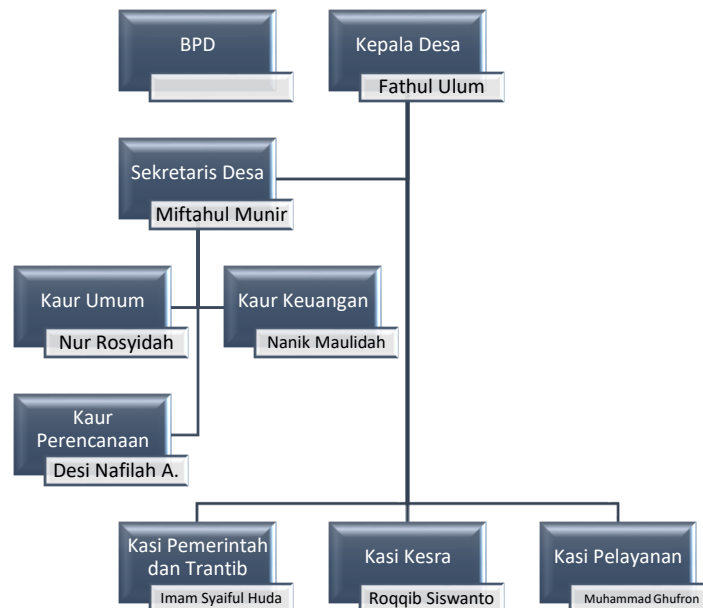 BPD
Kepala Desa
Fathul Ulum
Sekretaris Desa
Miftahul Munir
Kaur Umum
Nur Rosyidah
Kaur Keuangan
Nanik Maulidah
Kaur
Perencanaan
Desi Nafilah A.
Kasi Pemerintah
dan Trantib
Imam Syaiful Huda
Kasi Kesra
Roqqib Siswanto
Kasi Pelayanan
Muhammad Ghufron